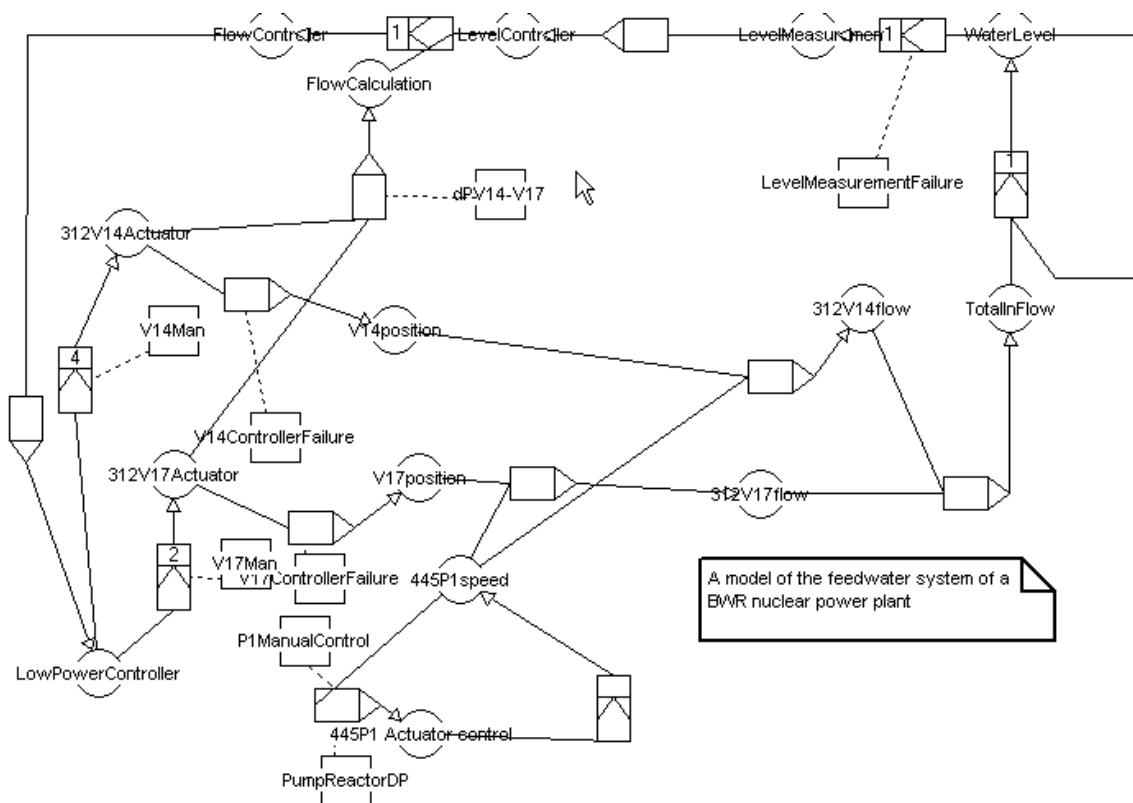 1
1
FlowController
LevelController
LevelMeasurement
WaterLevel
FlowCalculation
1
LevelMeasurementFailure
dPV14-V17
312V14Actuator
V14Man
V14position
312V14flow
TotalInFlow
4
V14ControllerFailure
312V17Actuator
V17position
312V17flow
2
V17Man
V17ControllerFailure
445P1speed
A model of the feedwater system of a
BWR nuclear power plant
P1ManualControl
LowPowerController
445P1 Actuator control
PumpReactorDP